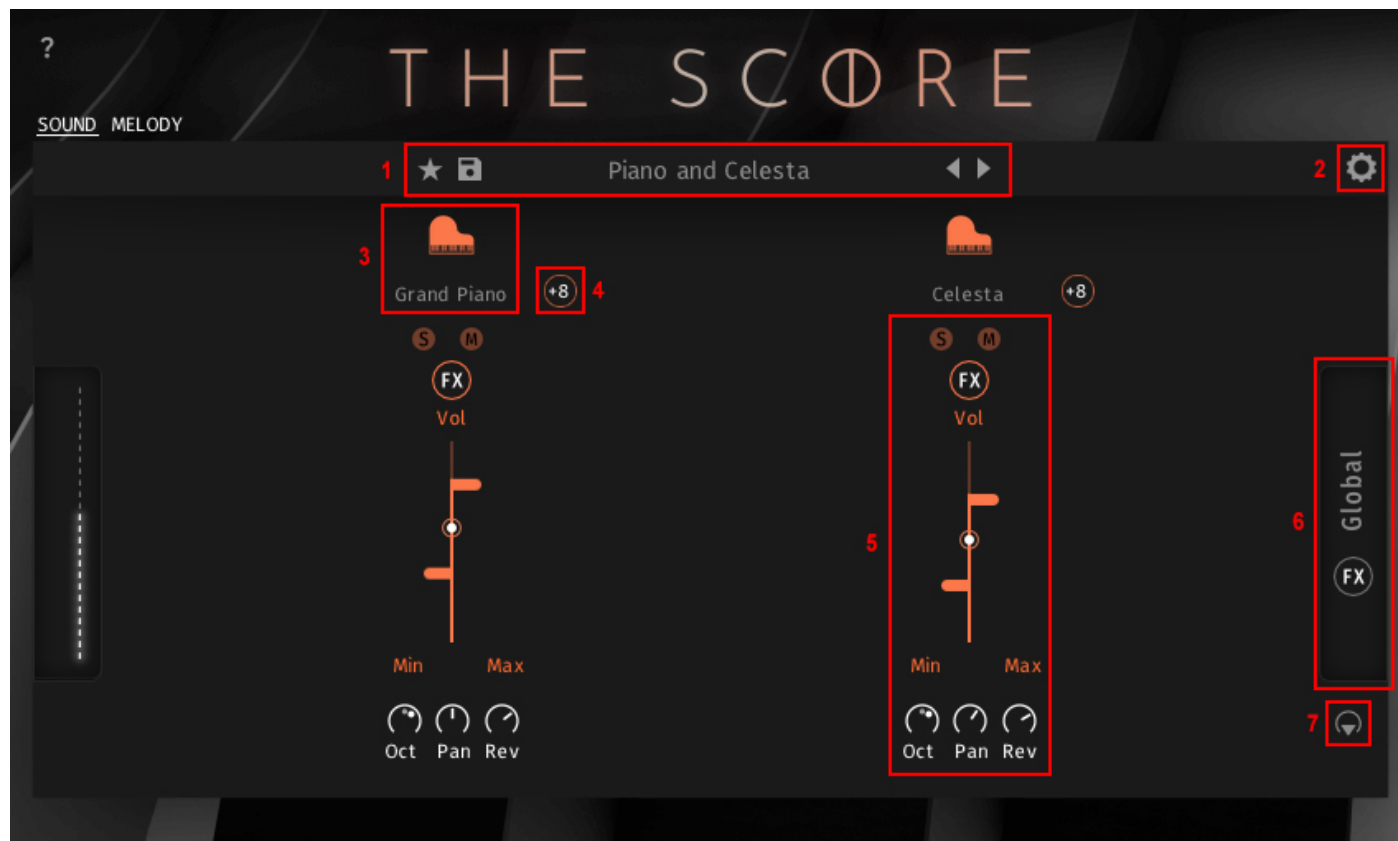 ?
THE SCORE
SOUND MELODY
1 Piano and Celesta 2
3
Grand Piano +8 4 Celesta +8
S M S M
FX FX
Vol Vol
Global
5 6
FX
Min Max Min Max
7
Oct Pan Rev Oct Pan Rev